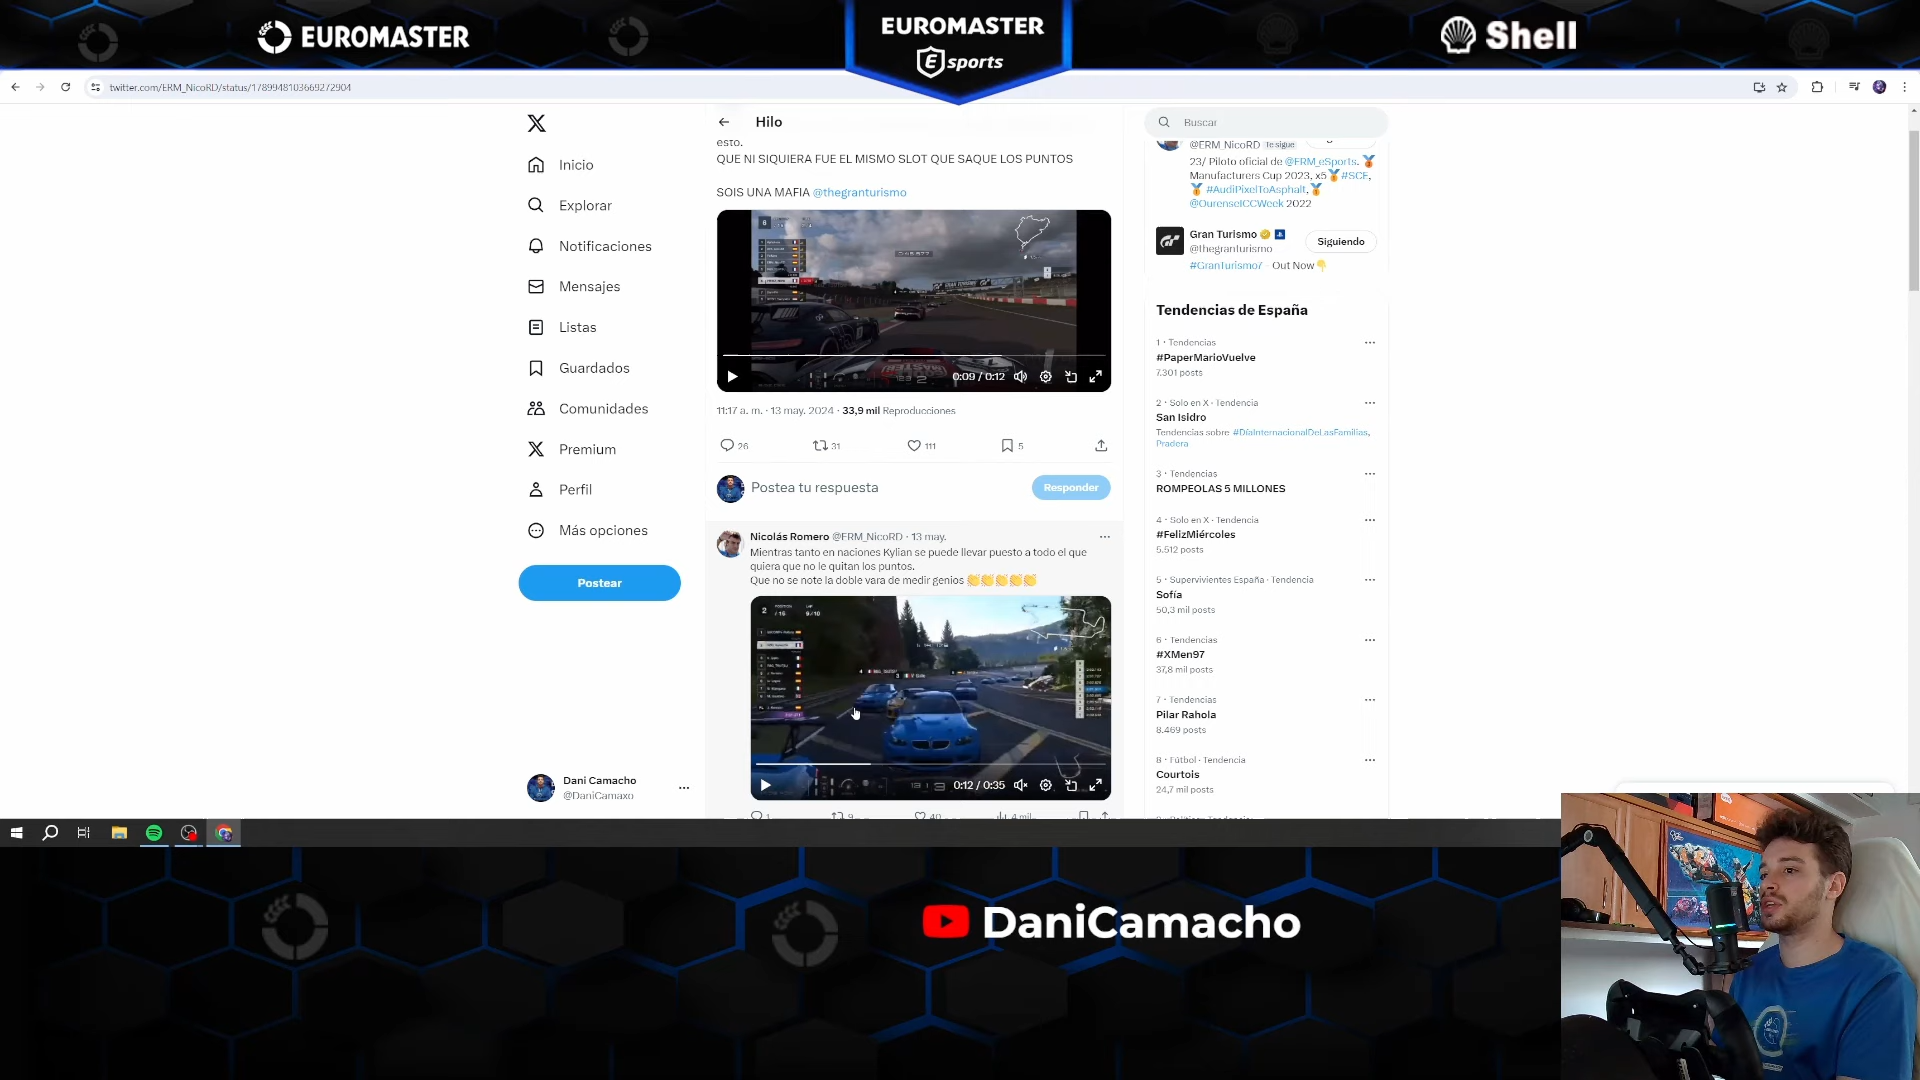 EUROMASTER
EUROMASTER
Esports
Shell
twitter.com/ERM_NicoRD/status/1789948103669272904
Inicio
Explorar
Notificaciones
Mensajes
Listas
Guardados
Comunidades
Premium
Perfil
Más opciones
Postear
Dani Camacho
@DaniCamaxo
Hilo
esto.
QUE NI SIQUIERA FUE EL MISMO SLOT QUE SAQUE LOS PUNTOS
SOIS UNA MAFIA @thegranturismo
0:09 / 0:12
11:17 a. m. · 13 may. 2024 · 33,9 mil Reproducciones
26 31 111 5
Postea tu respuesta
Responder
Nicolás Romero @ERM_NicoRD · 13 may.
Mientras tanto en naciones Kylian se puede llevar puesto a todo el que
quiera que no le quitan los puntos.
Que no se note la doble vara de medir genios 👏👏👏👏👏
2
0:12 / 0:35
1 9 40 4 mil
Buscar
@ERM_NicoRD Te sigue
23/ Piloto oficial de @ERM_eSports. 🥉
Manufacturers Cup 2023, x5🥇#SCE,
🥇 #AudiPixelToAsphalt,🥇
@OurenseICCWeek 2022
Gran Turismo
@thegranturismo
Siguiendo
#GranTurismo7 - Out Now👇
Tendencias de España
1 · Tendencias
#PaperMarioVuelve
7.301 posts
2 · Solo en X · Tendencia
San Isidro
Tendencias sobre #DíaInternacionalDeLasFamilias,
Pradera
3 · Tendencias
ROMPEOLAS 5 MILLONES
4 · Solo en X · Tendencia
#FelizMiércoles
5.512 posts
5 · Supervivientes España · Tendencia
Sofía
50,3 mil posts
6 · Tendencias
#XMen97
37,8 mil posts
7 · Tendencias
Pilar Rahola
8.469 posts
8 · Fútbol · Tendencia
Courtois
24,7 mil posts
DaniCamacho